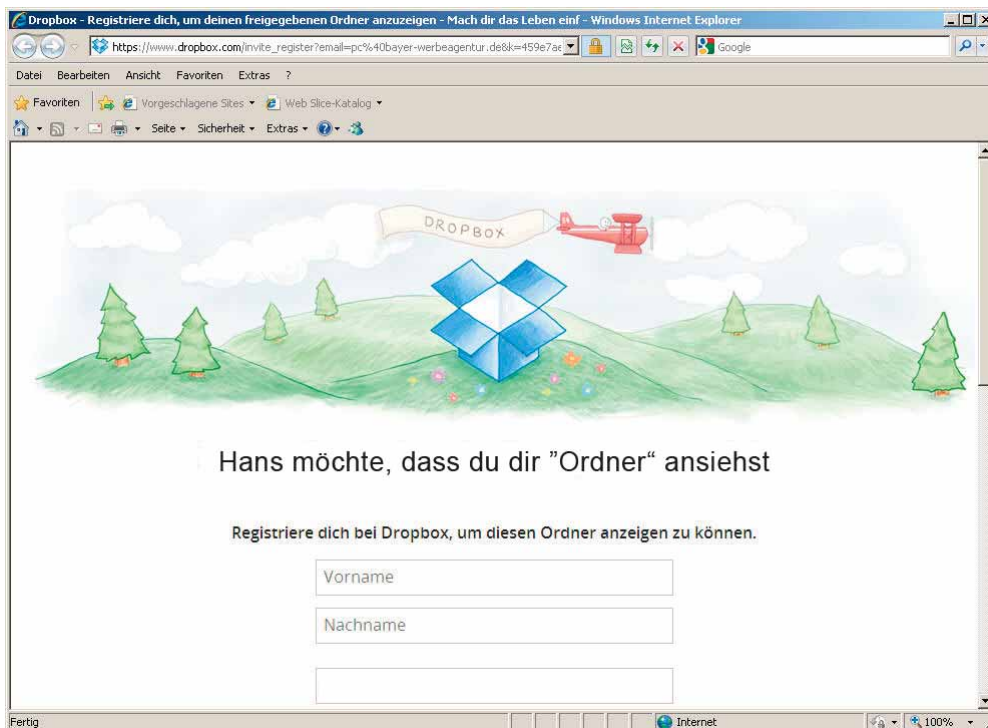 Dropbox - Registriere dich, um deinen freigegebenen Ordner anzuzeigen - Mach dir das Leben einf - Windows Internet Explorer
https://www.dropbox.com/invite_register?email=pc%40bayer-werbeagentur.de&k=459e7ae
Google
Datei Bearbeiten Ansicht Favoriten Extras ?
Favoriten Vorgeschlagene Sites Web Slice-Katalog
Seite Sicherheit Extras
DROPBOX
Hans möchte, dass du dir ”Ordner“ ansiehst
Registriere dich bei Dropbox, um diesen Ordner anzeigen zu können.
Vorname
Nachname
Fertig Internet 100%